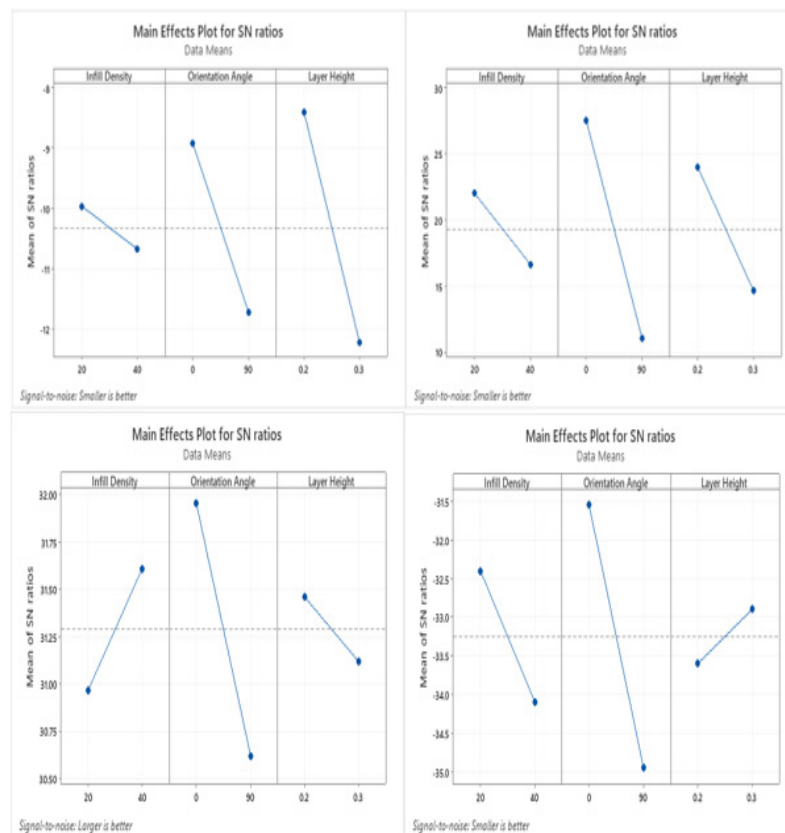 Main Effects Plot for SN ratios
Data Means
Infill Density Orientation Angle Layer Height
Mean of SN ratios
-8
-9
-10
-11
-12
20 40 0 90 0.2 0.3
Signal-to-noise: Smaller is better
Main Effects Plot for SN ratios
Data Means
Infill Density Orientation Angle Layer Height
Mean of SN ratios
30
25
20
15
10
20 40 0 90 0.2 0.3
Signal-to-noise: Smaller is better
Main Effects Plot for SN ratios
Data Means
Infill Density Orientation Angle Layer Height
Mean of SN ratios
32.00
31.75
31.50
31.25
31.00
30.75
30.50
20 40 0 90 0.2 0.3
Signal-to-noise: Larger is better
Main Effects Plot for SN ratios
Data Means
Infill Density Orientation Angle Layer Height
Mean of SN ratios
-31.5
-32.0
-32.5
-33.0
-33.5
-34.0
-34.5
-35.0
20 40 0 90 0.2 0.3
Signal-to-noise: Smaller is better